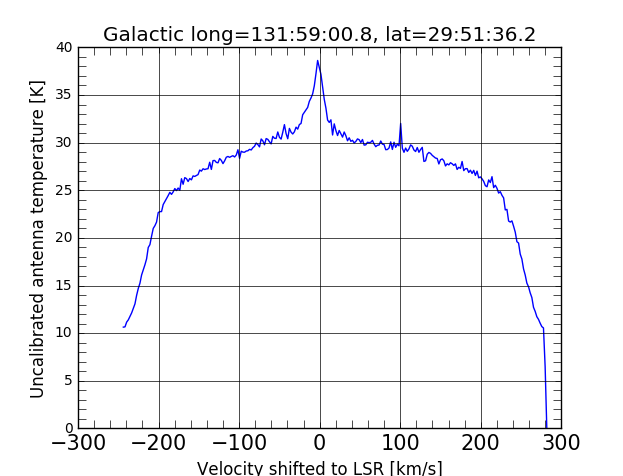 Galactic long=131:59:00.8, lat=29:51:36.2
40
35
30
25
20
15
10
5
0
Uncalibrated antenna temperature [K]
−300 −200 −100 0 100 200 300
Velocity shifted to LSR [km/s]